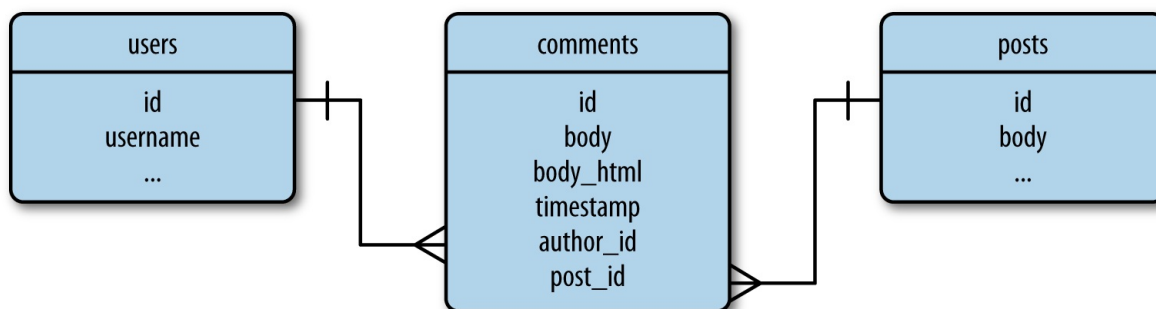 users
id
username
...
comments
id
body
body_html
timestamp
author_id
post_id
posts
id
body
...